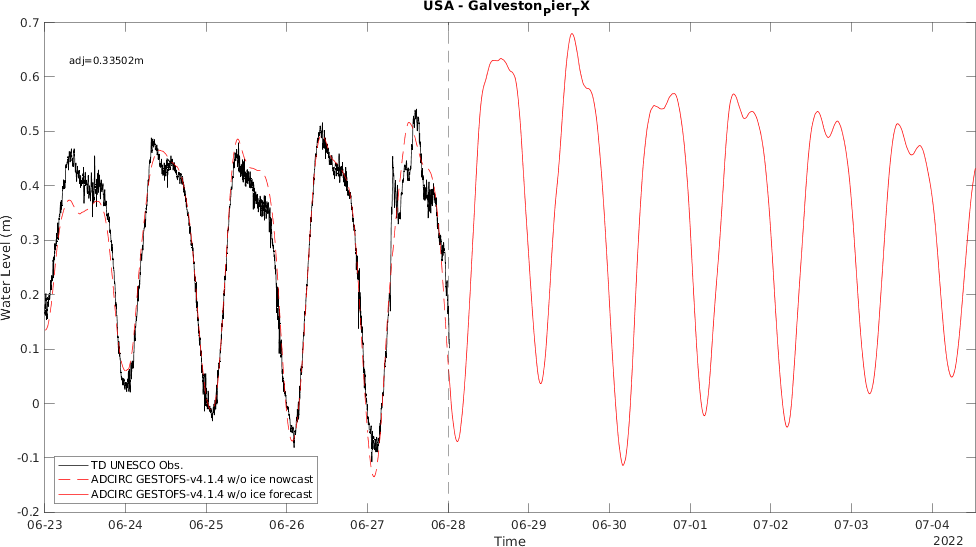 USA - Galveston_Pier_TX
0.7
adj=0.33502m
0.6
0.5
0.4
0.3
0.2
0.1
0
-0.1
-0.2
Water Level (m)
TD UNESCO Obs.
ADCIRC GESTOFS-v4.1.4 w/o ice nowcast
ADCIRC GESTOFS-v4.1.4 w/o ice forecast
06-23 06-24 06-25 06-26 06-27 06-28 06-29 06-30 07-01 07-02 07-03 07-04
Time
2022